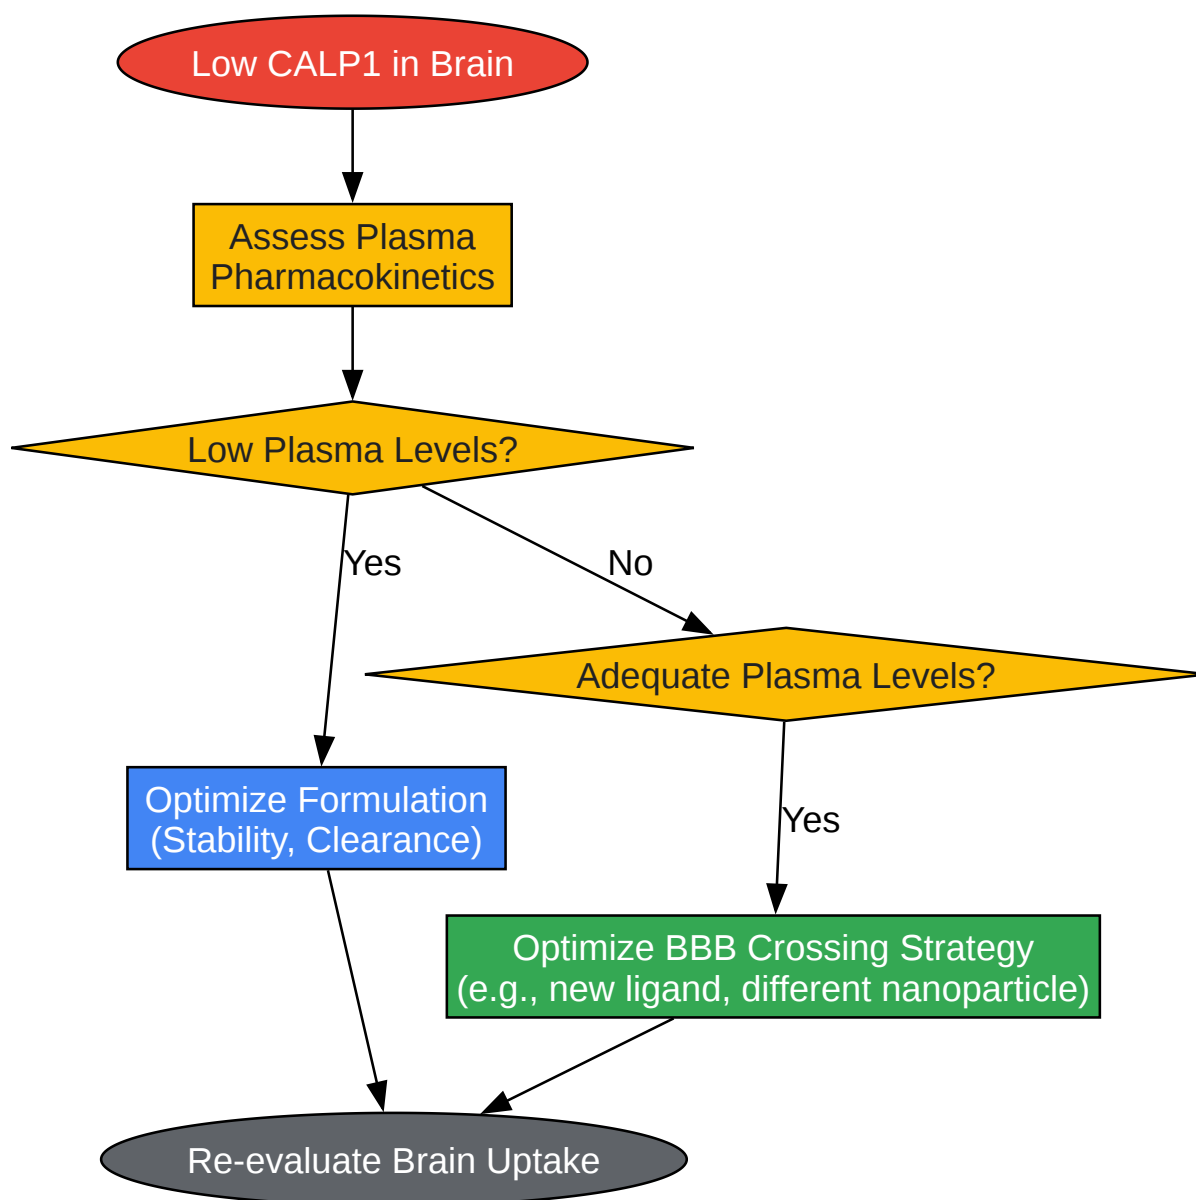 Low CALP1 in Brain
Assess Plasma
Pharmacokinetics
Low Plasma Levels?
Yes
No
Adequate Plasma Levels?
Optimize Formulation
(Stability, Clearance)
Yes
Optimize BBB Crossing Strategy
(e.g., new ligand, different nanoparticle)
Re-evaluate Brain Uptake